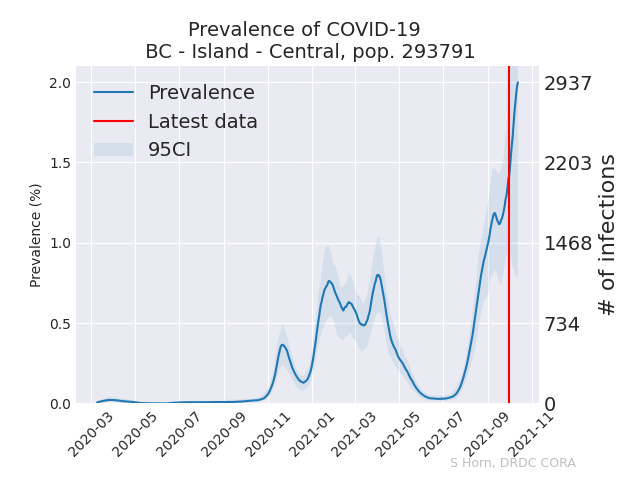 Prevalence of COVID-19
BC - Island - Central, pop. 293791
Prevalence
Latest data
95CI
Prevalence (%)
2.0
1.5
1.0
0.5
0.0
# of infections
2937
2203
1468
734
0
2020-03
2020-05
2020-07
2020-09
2020-11
2021-01
2021-03
2021-05
2021-07
2021-09
2021-11
S Horn, DRDC CORA